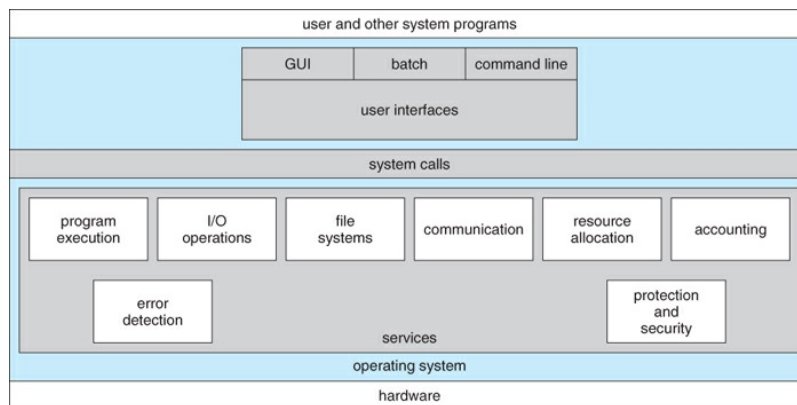 user and other system programs
GUI
batch
command line
user interfaces
system calls
program
execution
I/O
operations
file
systems
communication
resource
allocation
accounting
error
detection
protection
and
security
services
operating system
hardware